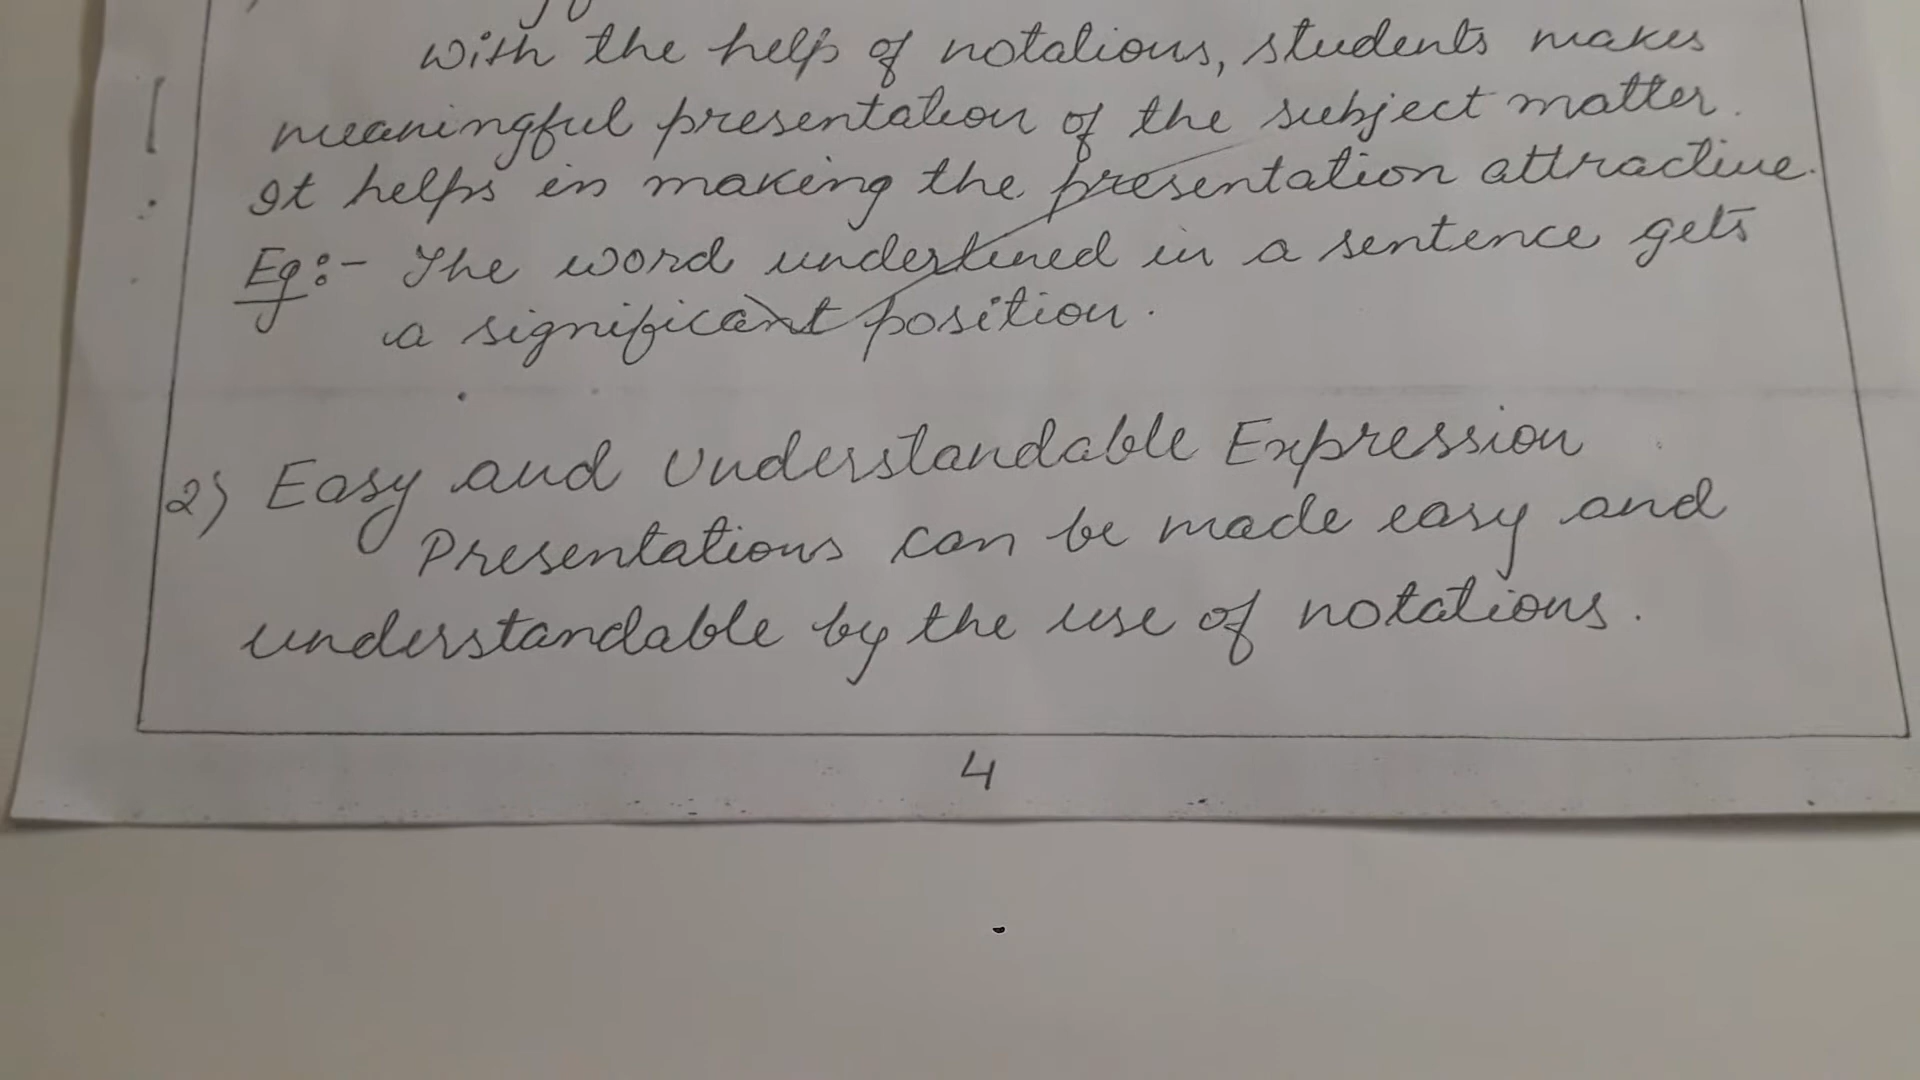 with the help of notations, students makes
meaningful presentation of the subject matter.
It helps in making the presentation attractive.
Eg:- The word underlined in a sentence gets
a significant position.
2) Easy and Understandable Expression
Presentations can be made easy and
understandable by the use of notations.
4